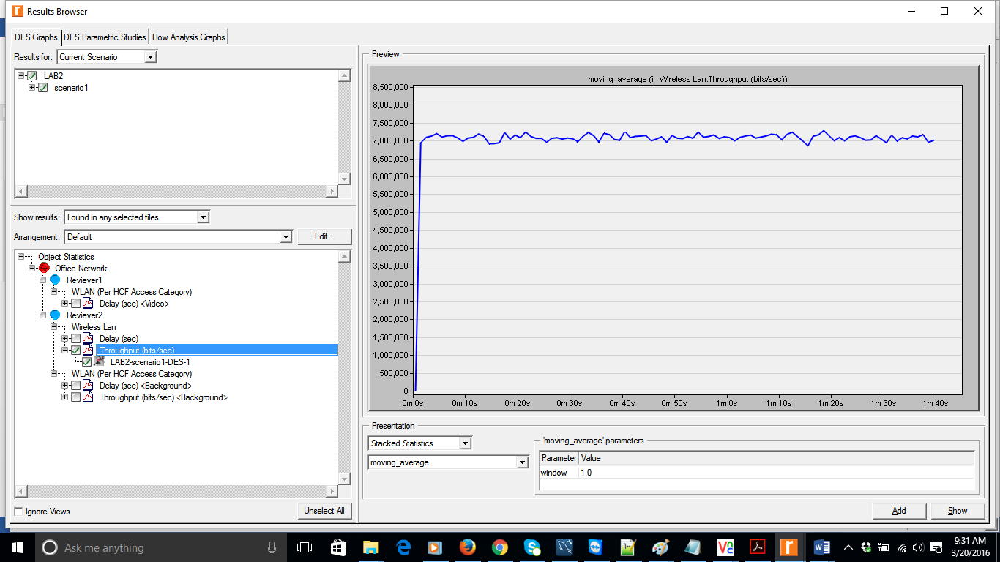 Results Browser
DES Graphs DES Parametric Studies Flow Analysis Graphs
Results for: Current Scenario
LAB2
scenario1
Show results: Found in any selected files
Arrangement: Default Edit...
Object Statistics
Office Network
Reviever1
WLAN (Per HCF Access Category)
Delay (sec) <Video>
Reviever2
Wireless Lan
Delay (sec)
Throughput (bits/sec)
LAB2-scenario1-DES-1
WLAN (Per HCF Access Category)
Delay (sec) <Background>
Throughput (bits/sec) <Background>
Ignore Views Unselect All
Preview
moving_average (in Wireless Lan.Throughput (bits/sec))
8,500,000
8,000,000
7,500,000
7,000,000
6,500,000
6,000,000
5,500,000
5,000,000
4,500,000
4,000,000
3,500,000
3,000,000
2,500,000
2,000,000
1,500,000
1,000,000
500,000
0
0m 0s 0m 10s 0m 20s 0m 30s 0m 40s 0m 50s 1m 0s 1m 10s 1m 20s 1m 30s 1m 40s
Presentation
Stacked Statistics
moving_average
'moving_average' parameters
Parameter Value
window 1.0
Add Show
Ask me anything
9:31 AM
3/20/2016